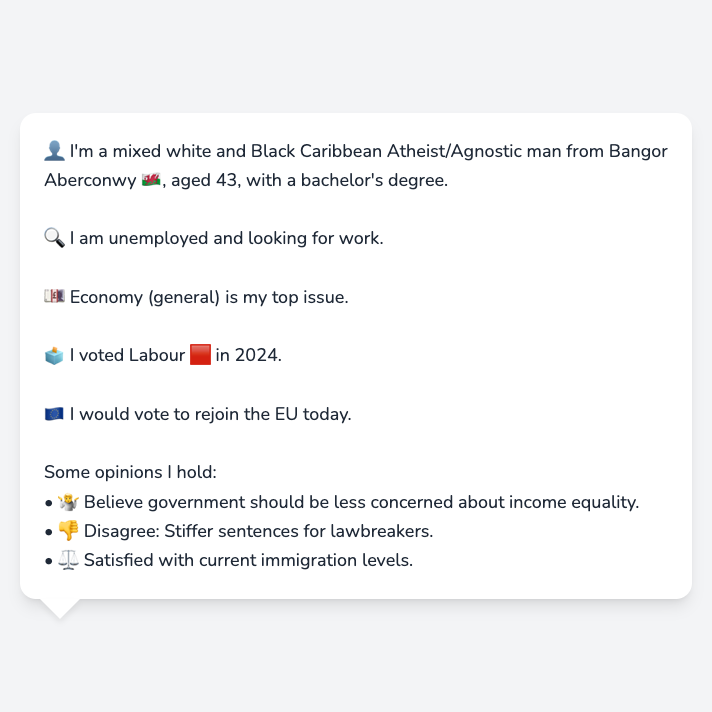 👤 I'm a mixed white and Black Caribbean Atheist/Agnostic man from Bangor
Aberconwy 🏴󠁧󠁢󠁷󠁬󠁳󠁿, aged 43, with a bachelor's degree.
🔍 I am unemployed and looking for work.
💷 Economy (general) is my top issue.
🗳️ I voted Labour 🟥 in 2024.
🇪🇺 I would vote to rejoin the EU today.
Some opinions I hold:
• 🤷 Believe government should be less concerned about income equality.
• 👎 Disagree: Stiffer sentences for lawbreakers.
• ⚖️ Satisfied with current immigration levels.